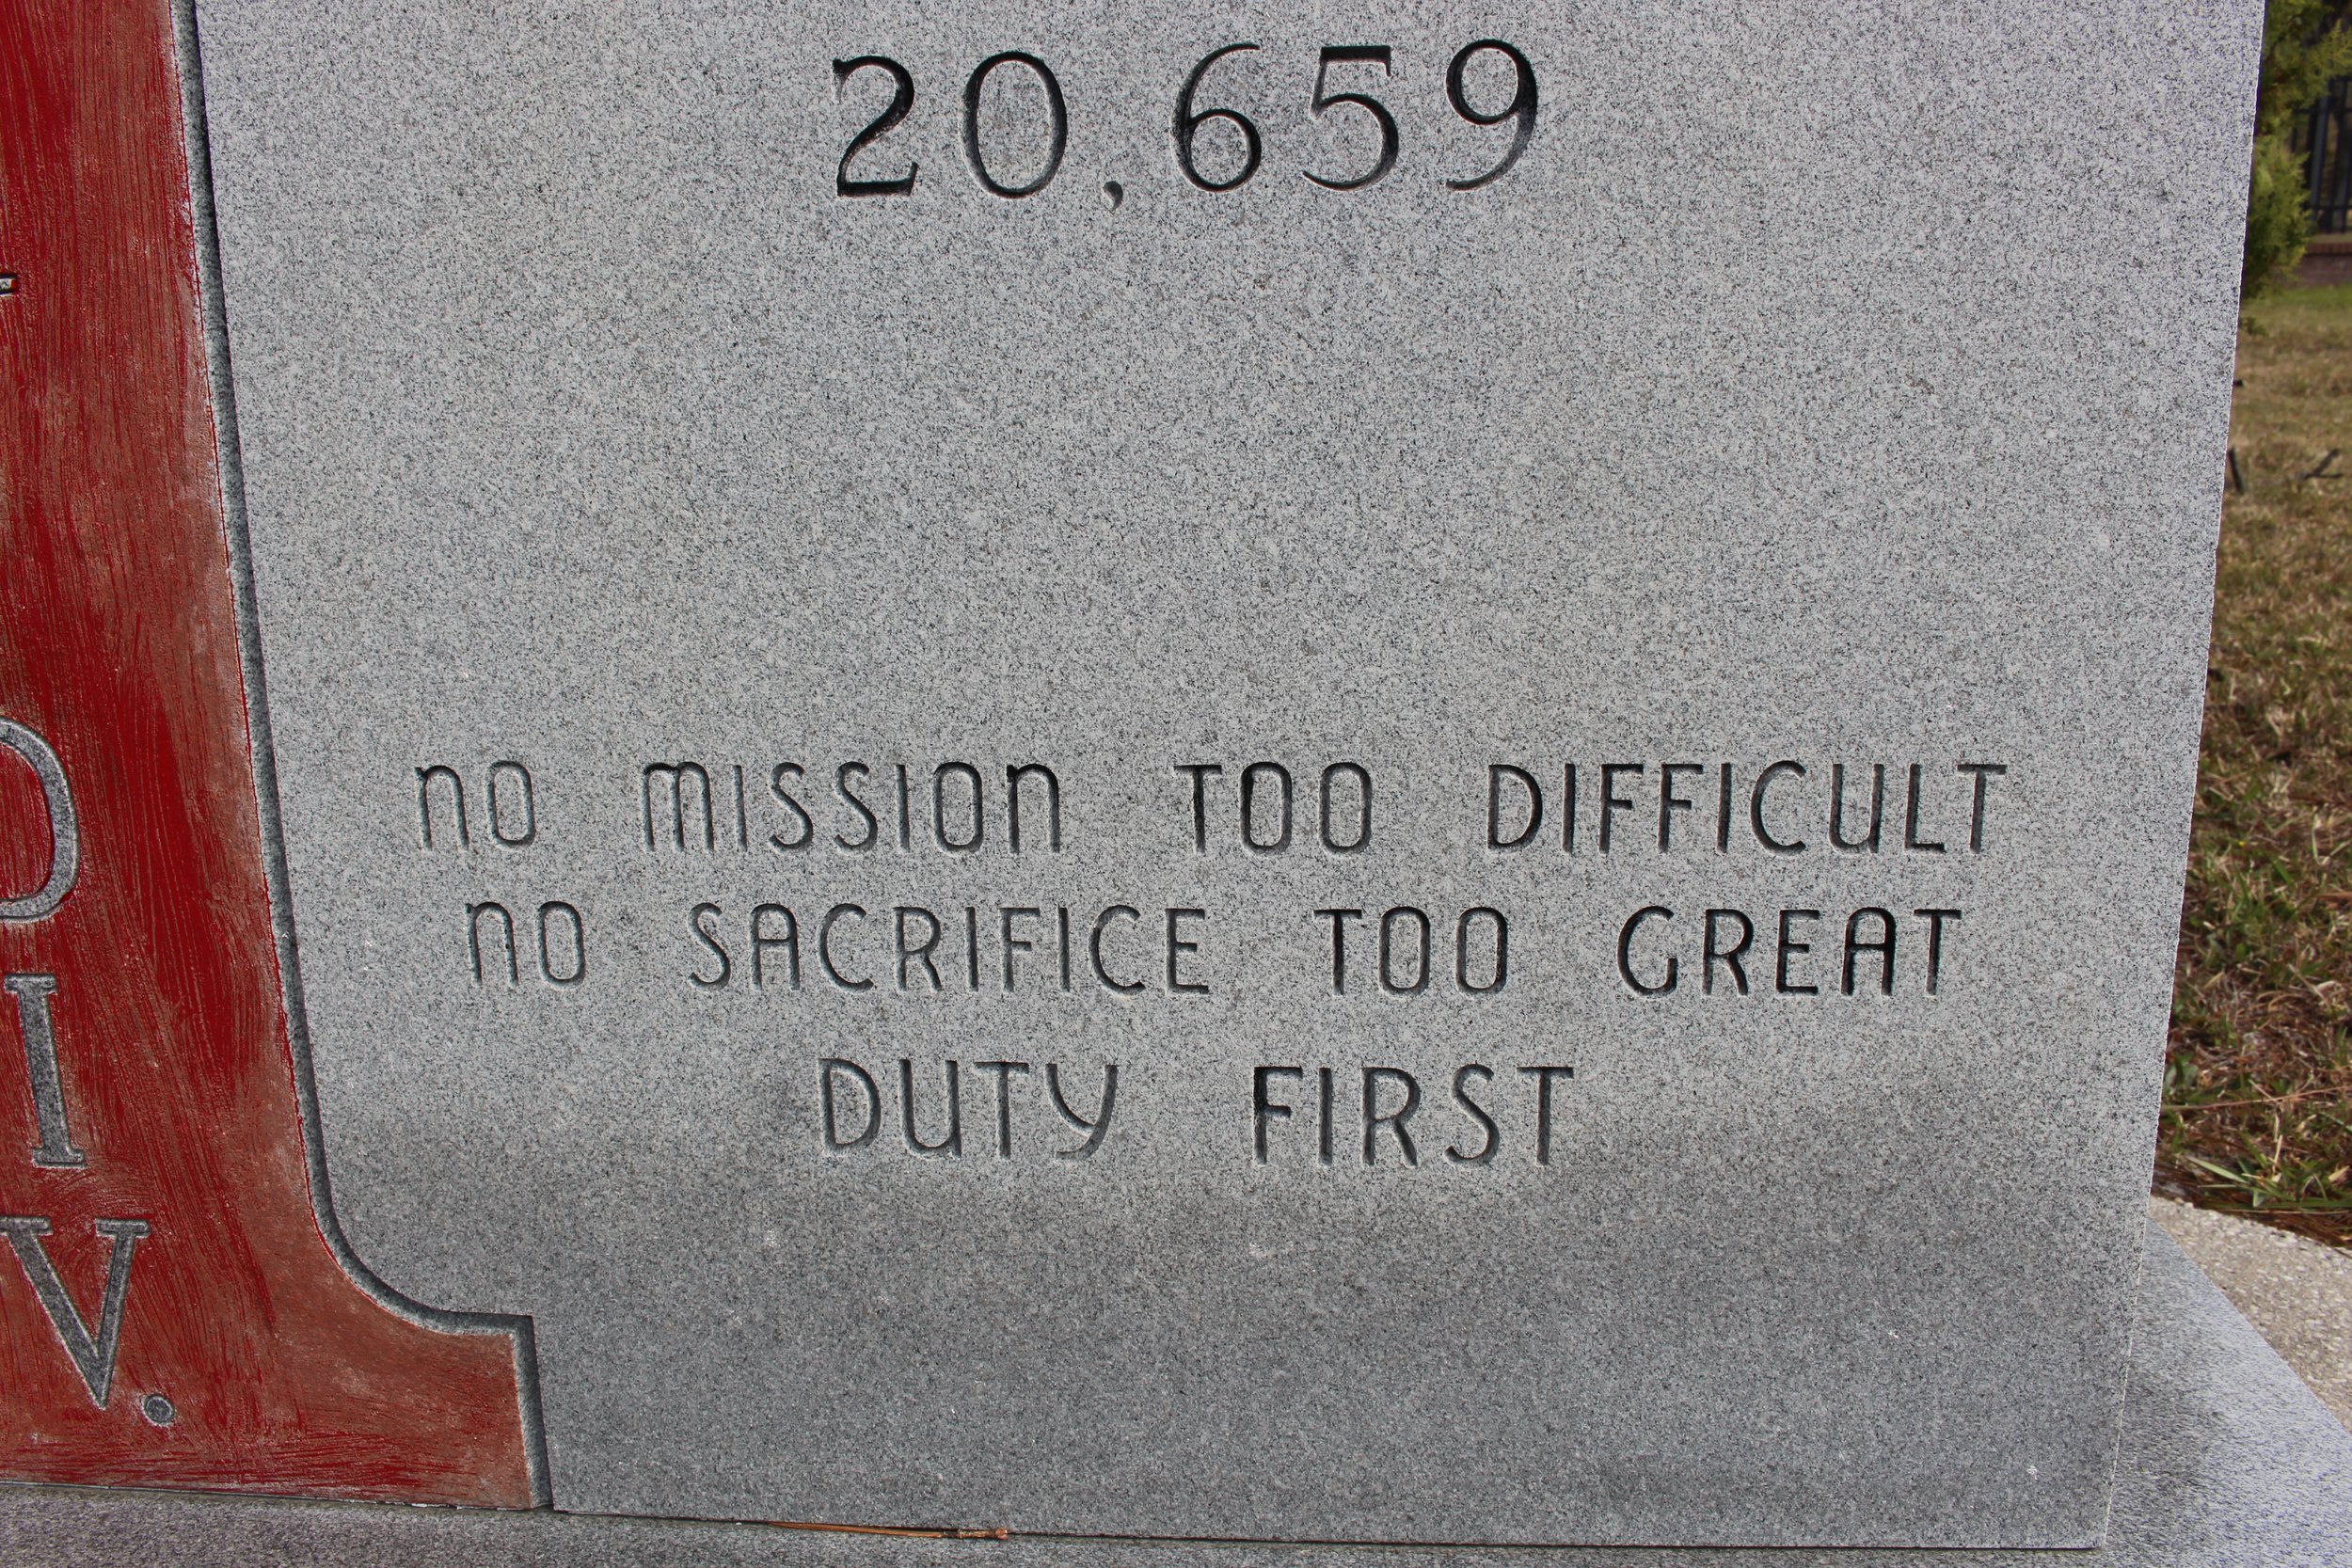 20,659
NO MISSION TOO DIFFICULT
NO SACRIFICE TOO GREAT
DUTY FIRST
D
I
V.